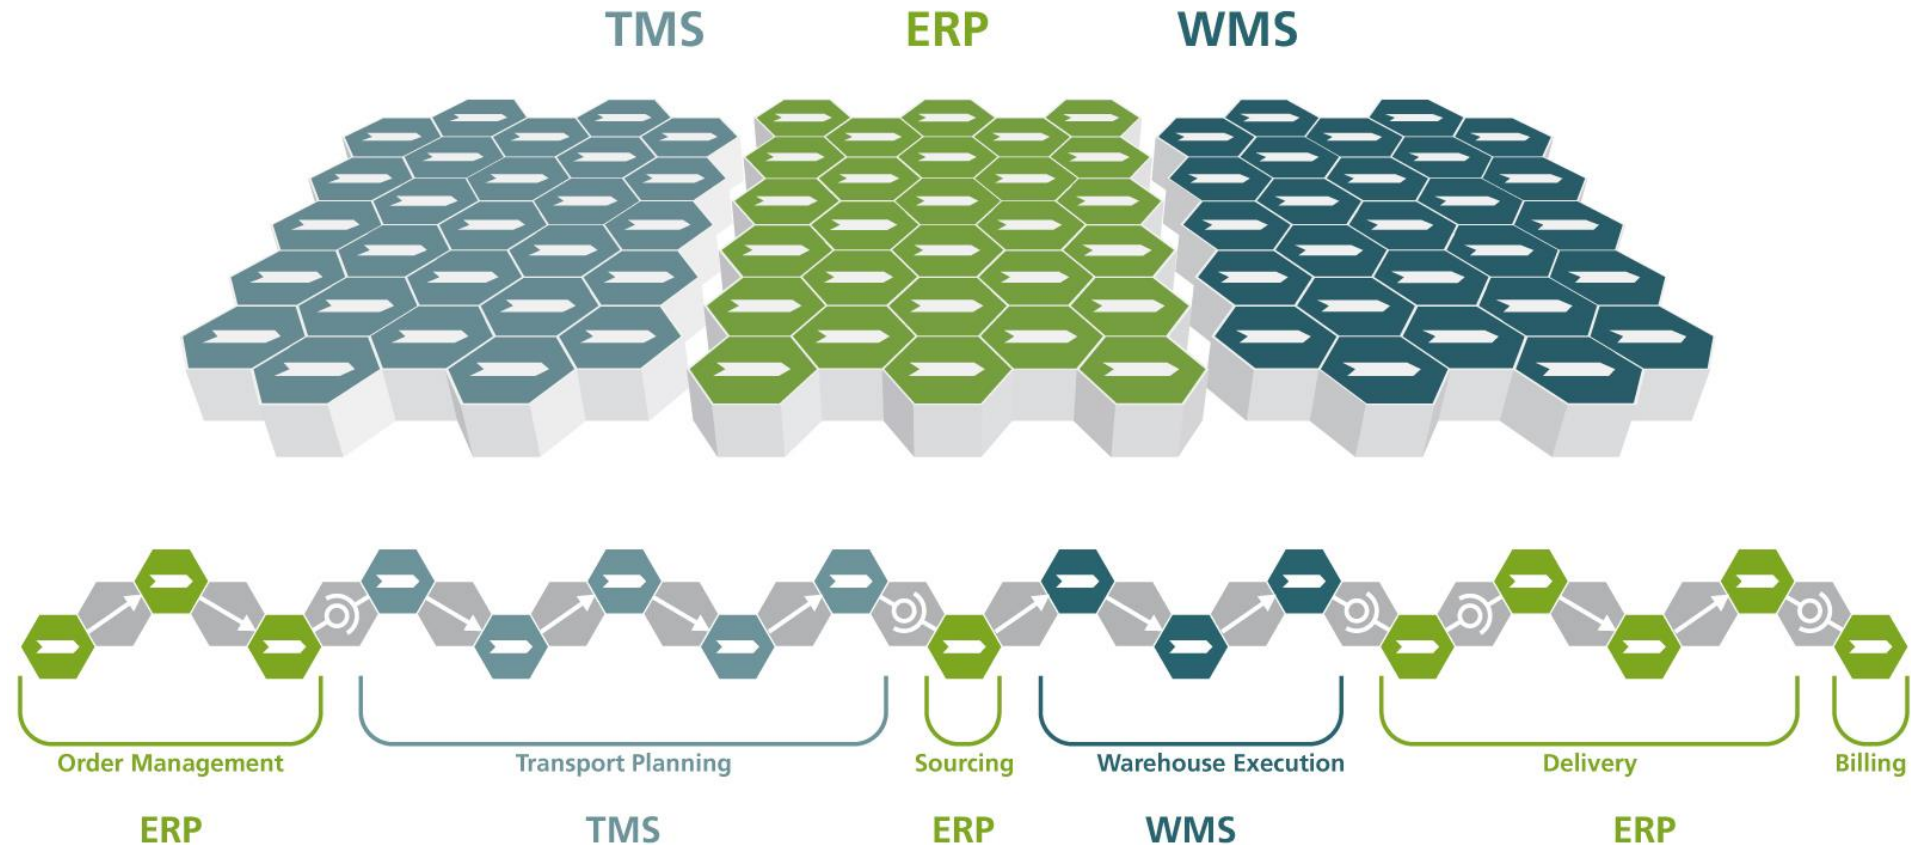 TMS ERP WMS
Order Management Transport Planning Sourcing Warehouse Execution Delivery Billing
ERP TMS ERP WMS ERP